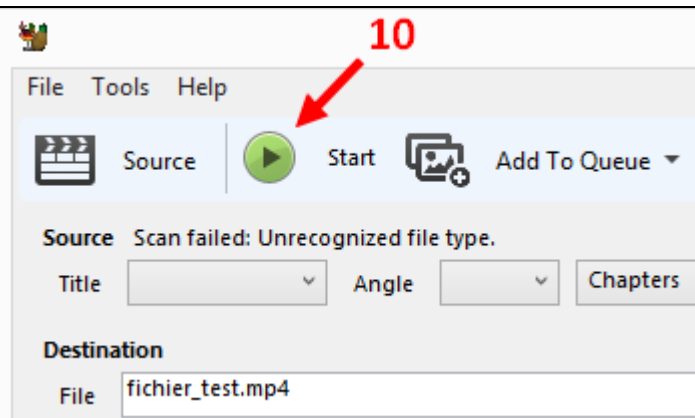 10
File Tools Help
Source Start Add To Queue
Source Scan failed: Unrecognized file type.
Title Angle Chapters
Destination
File fichier_test.mp4